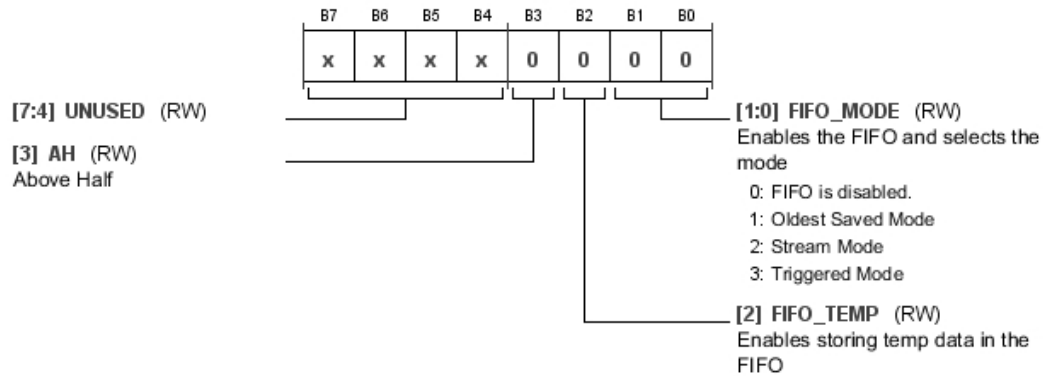 B7 B6 B5 B4 B3 B2 B1 B0
x x x x 0 0 0 0
[7:4] UNUSED (RW)
[3] AH (RW)
Above Half
[1:0] FIFO_MODE (RW)
Enables the FIFO and selects the
mode
0: FIFO is disabled.
1: Oldest Saved Mode
2: Stream Mode
3: Triggered Mode
[2] FIFO_TEMP (RW)
Enables storing temp data in the
FIFO